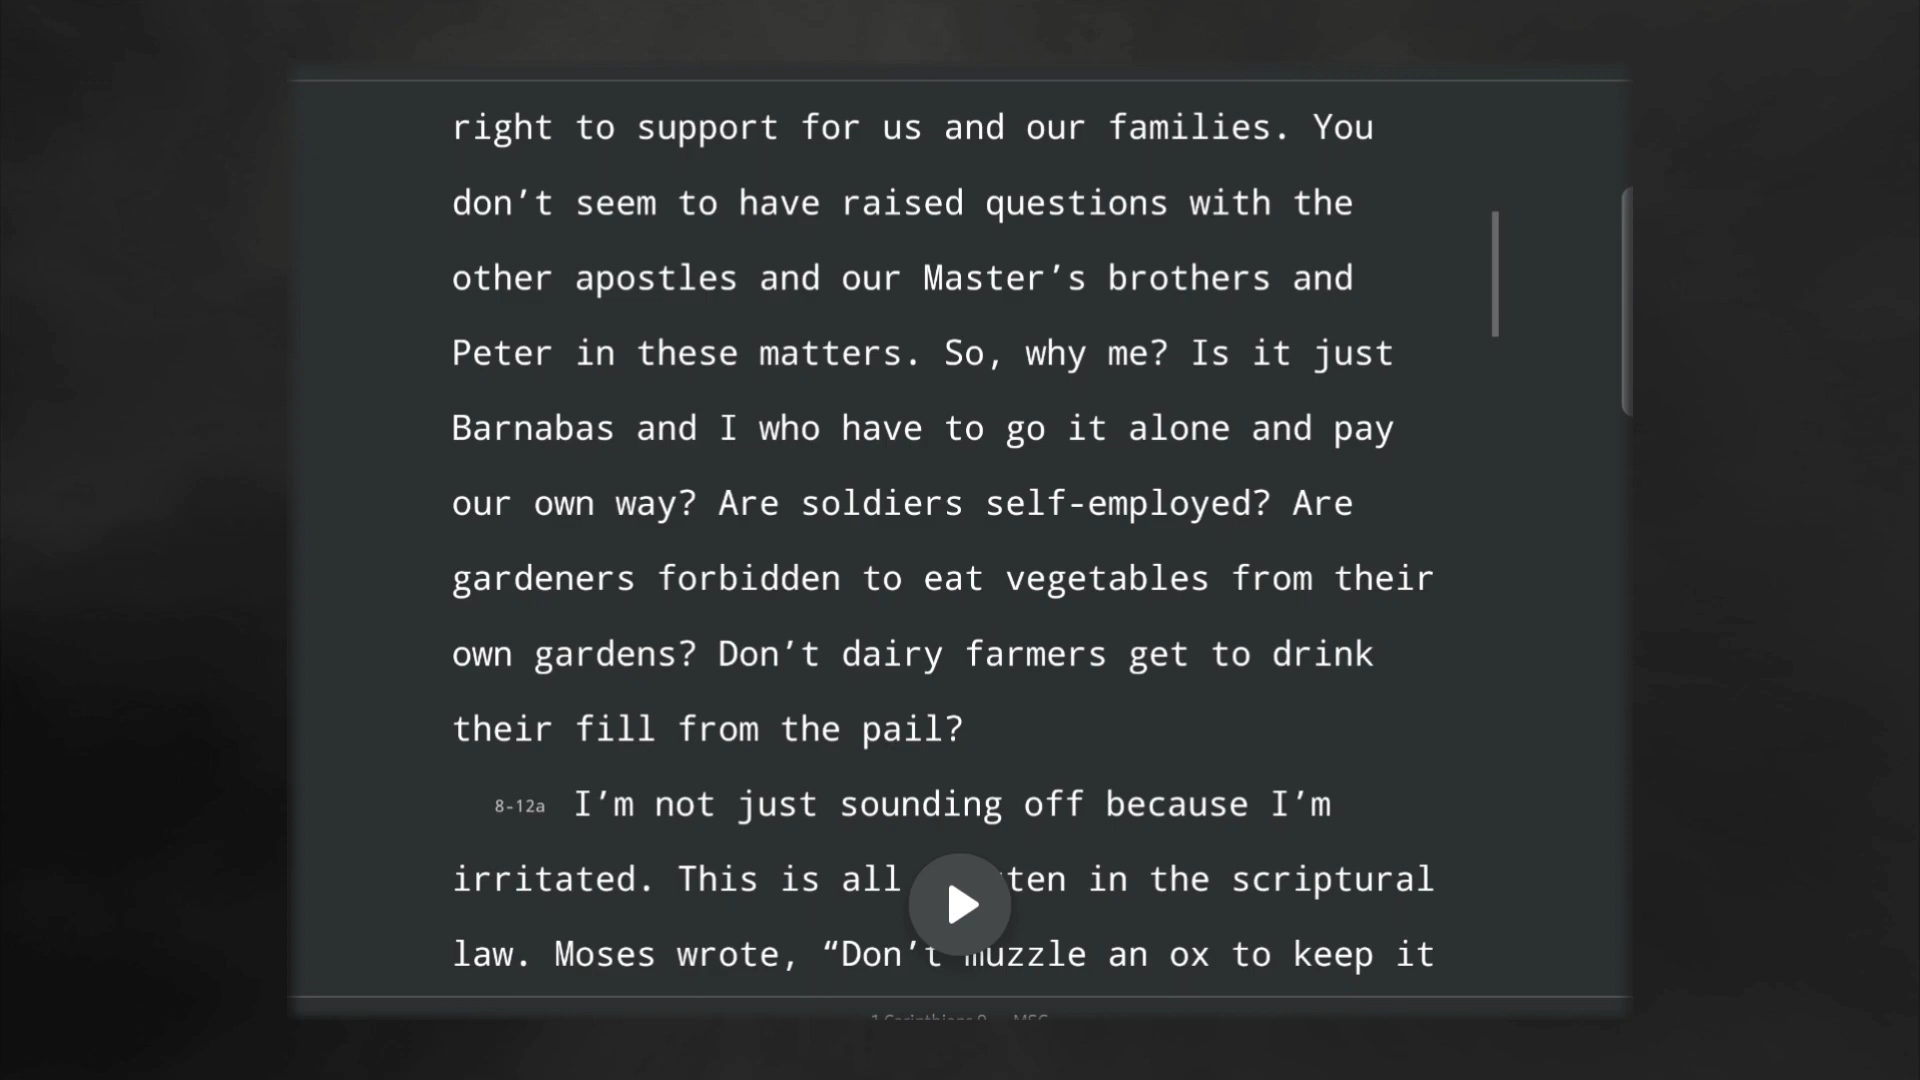 right to support for us and our families. You
don’t seem to have raised questions with the
other apostles and our Master’s brothers and
Peter in these matters. So, why me? Is it just
Barnabas and I who have to go it alone and pay
our own way? Are soldiers self-employed? Are
gardeners forbidden to eat vegetables from their
own gardens? Don’t dairy farmers get to drink
their fill from the pail?
8-12a I’m not just sounding off because I’m
irritated. This is all in the scriptural
law. Moses wrote, “Don’t muzzle an ox to keep it
1 Corinthians 9 MSG